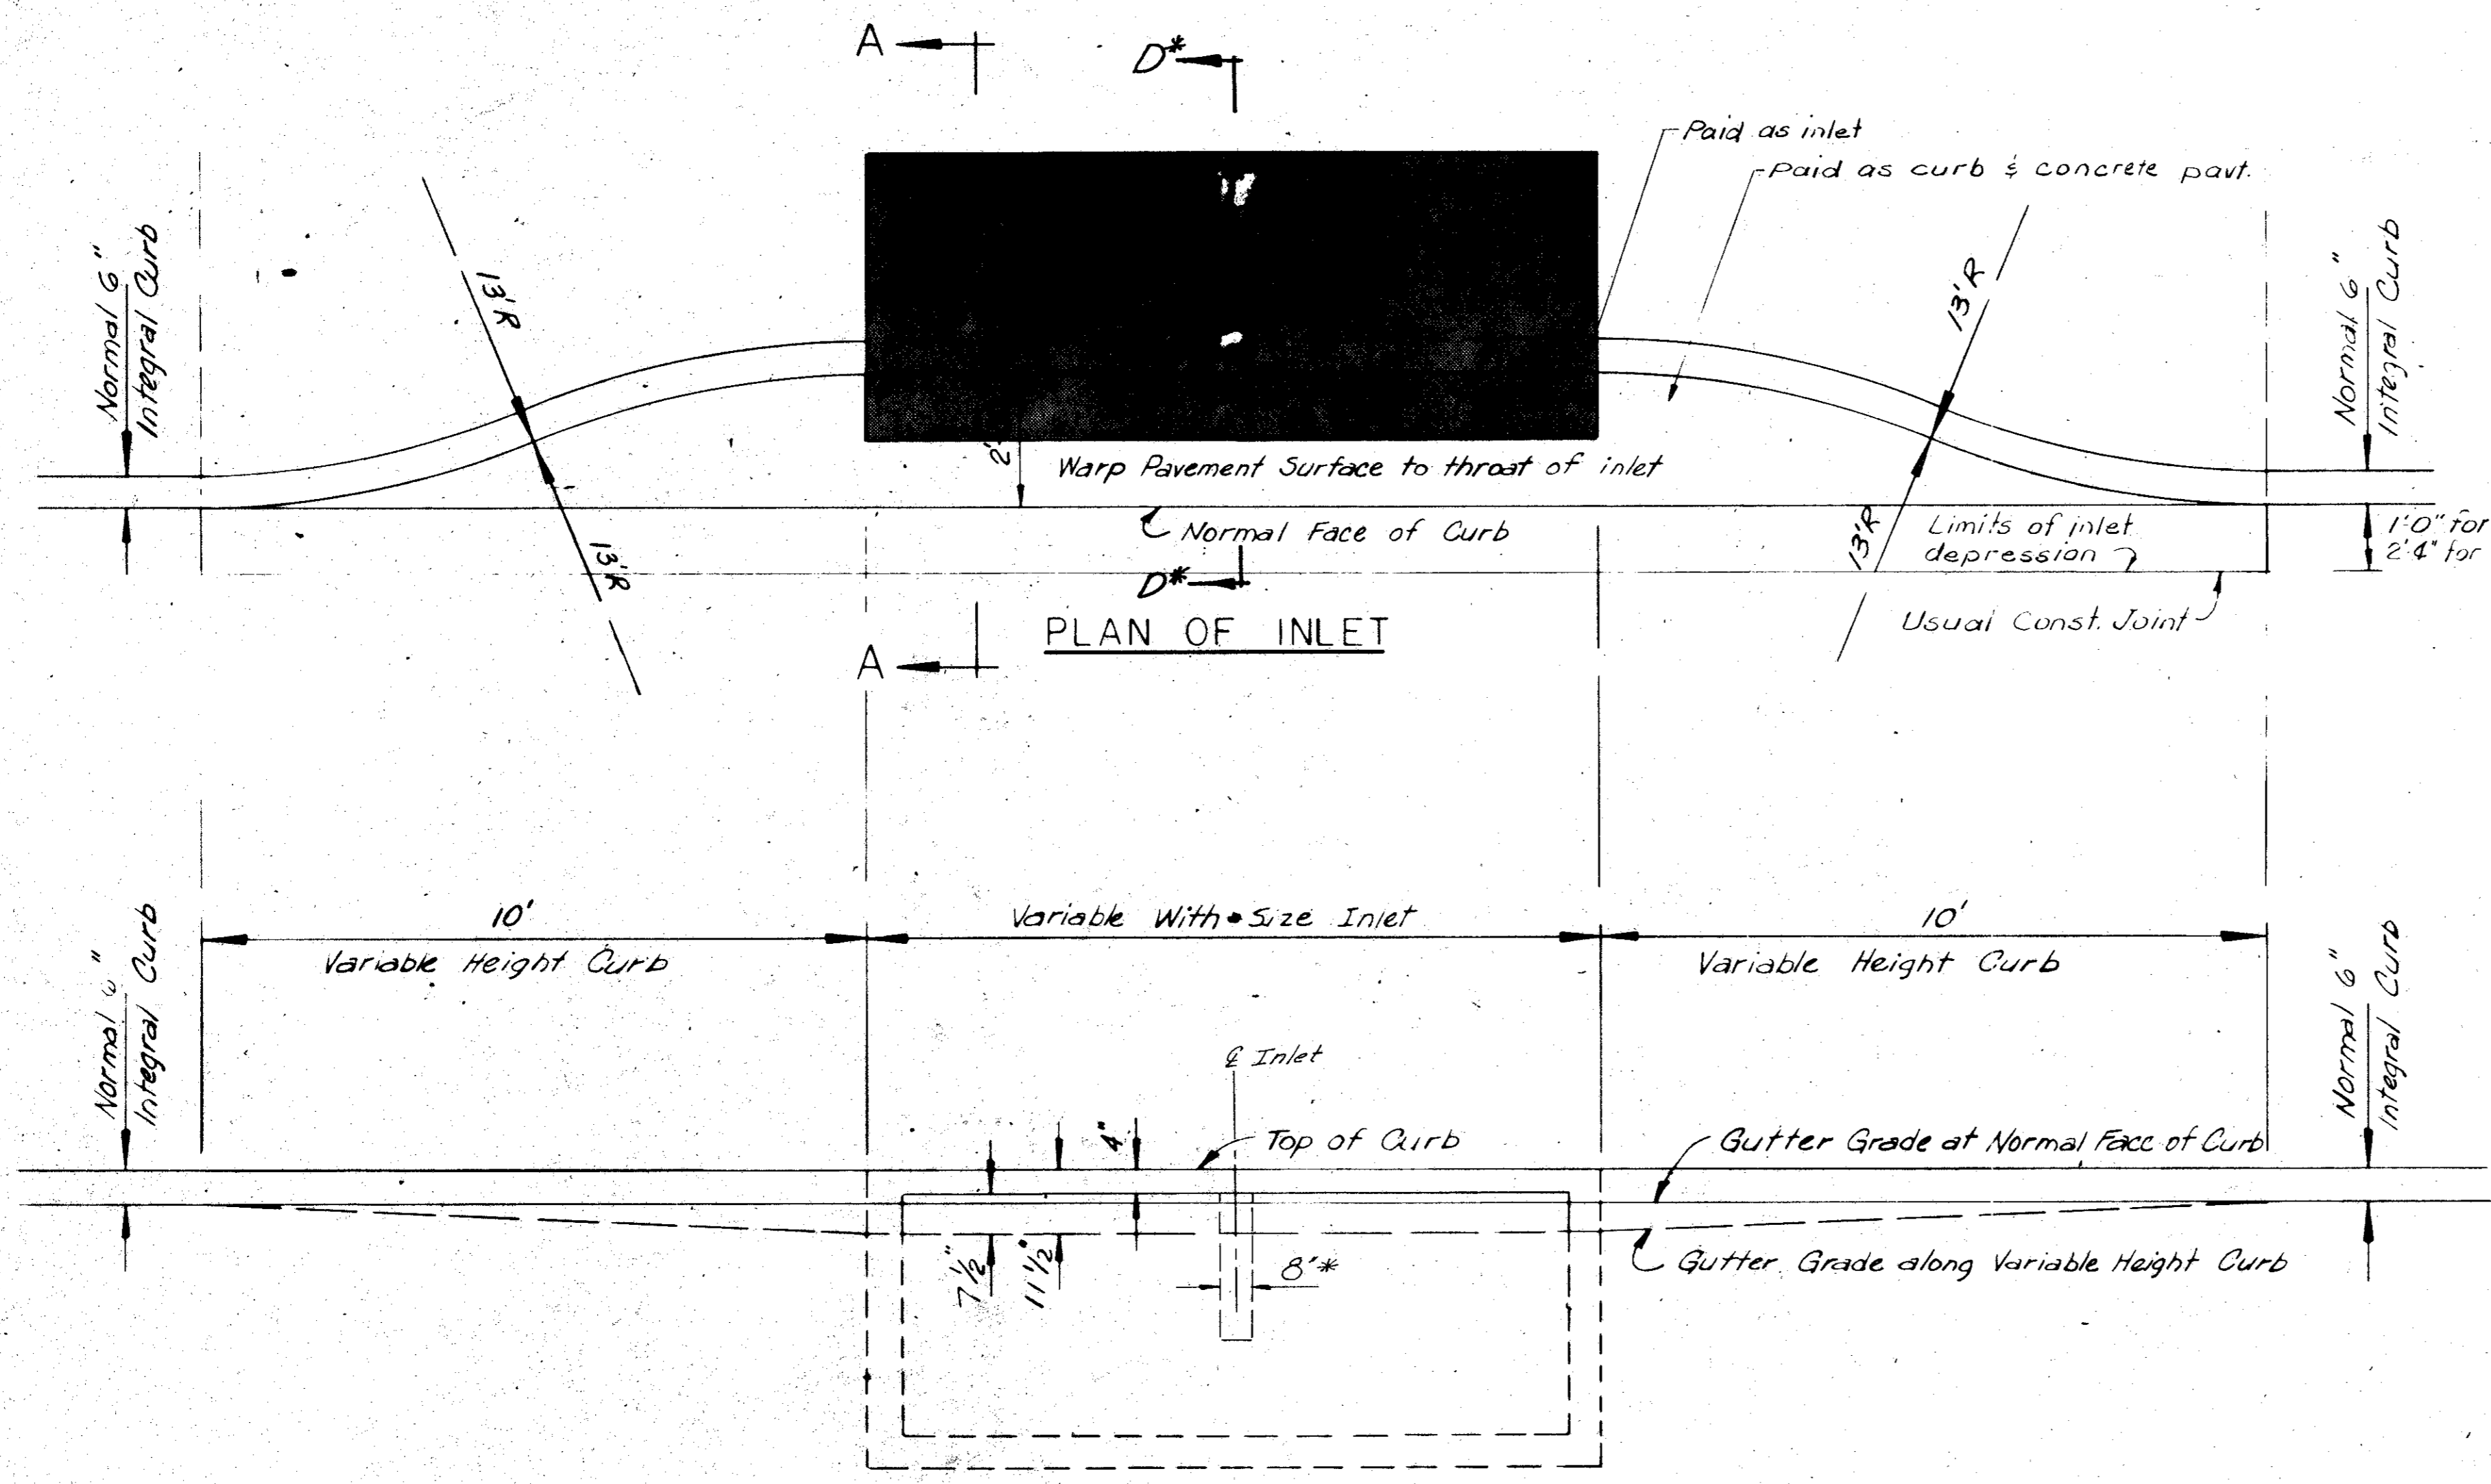 A
D*
Paid as inlet
Paid as curb & concrete pavt.
Normal 6"
Integral Curb
13'R
13'R
13'R
13'R
Normal 6"
Integral Curb
2'
Warp Pavement Surface to throat of inlet
Normal Face of Curb
Limits of inlet
depression
1'0" for
2'4" for
D*
Usual Const. Joint
PLAN OF INLET
A
10'
Variable With Size Inlet
10'
Variable Height Curb
Variable Height Curb
Normal 6"
Integral Curb
Normal 6"
Integral Curb
℄ Inlet
4"
Top of Curb
Gutter Grade at Normal Face of Curb
7½"
11½"
8"*
Gutter Grade along Variable Height Curb